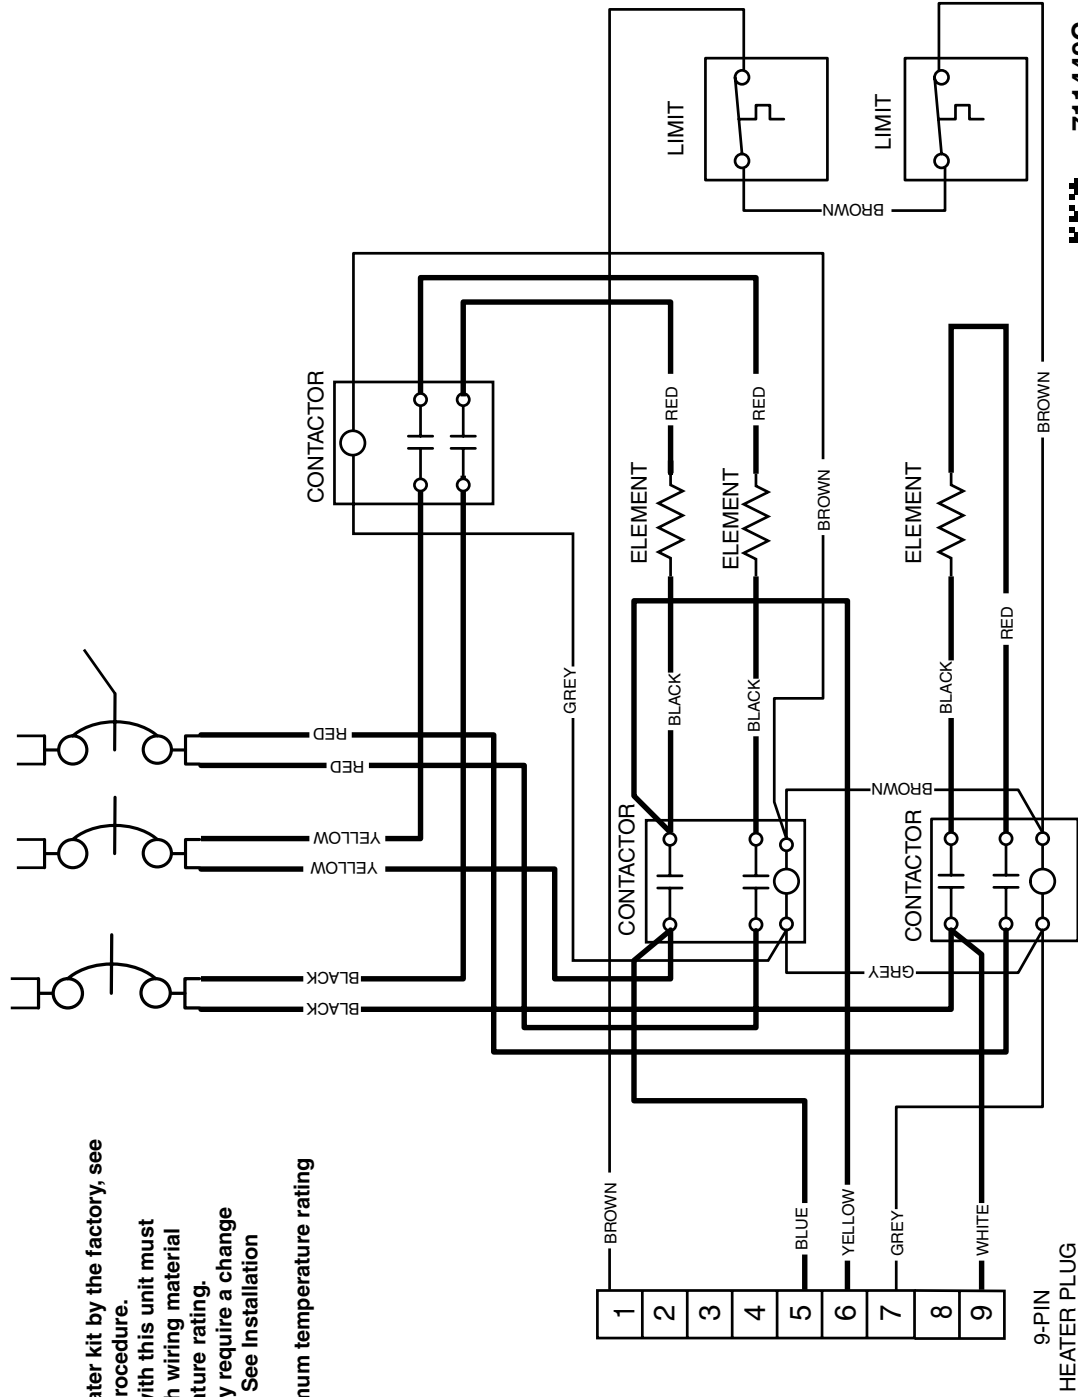 ater kit by the factory, see
rocedure.
with this unit must
h wiring material
ature rating.
y require a change
See Installation
num temperature rating
BLACK
BLACK
YELLOW
YELLOW
RED
RED
CONTACTOR
GREY
BROWN
LIMIT
LIMIT
BROWN
BROWN
ELEMENT
RED
ELEMENT
RED
ELEMENT
RED
BLACK
BLACK
BLACK
CONTACTOR
CONTACTOR
BROWN
GREY
BROWN
BLUE
YELLOW
GREY
WHITE
1
2
3
4
5
6
7
8
9
9-PIN
HEATER PLUG